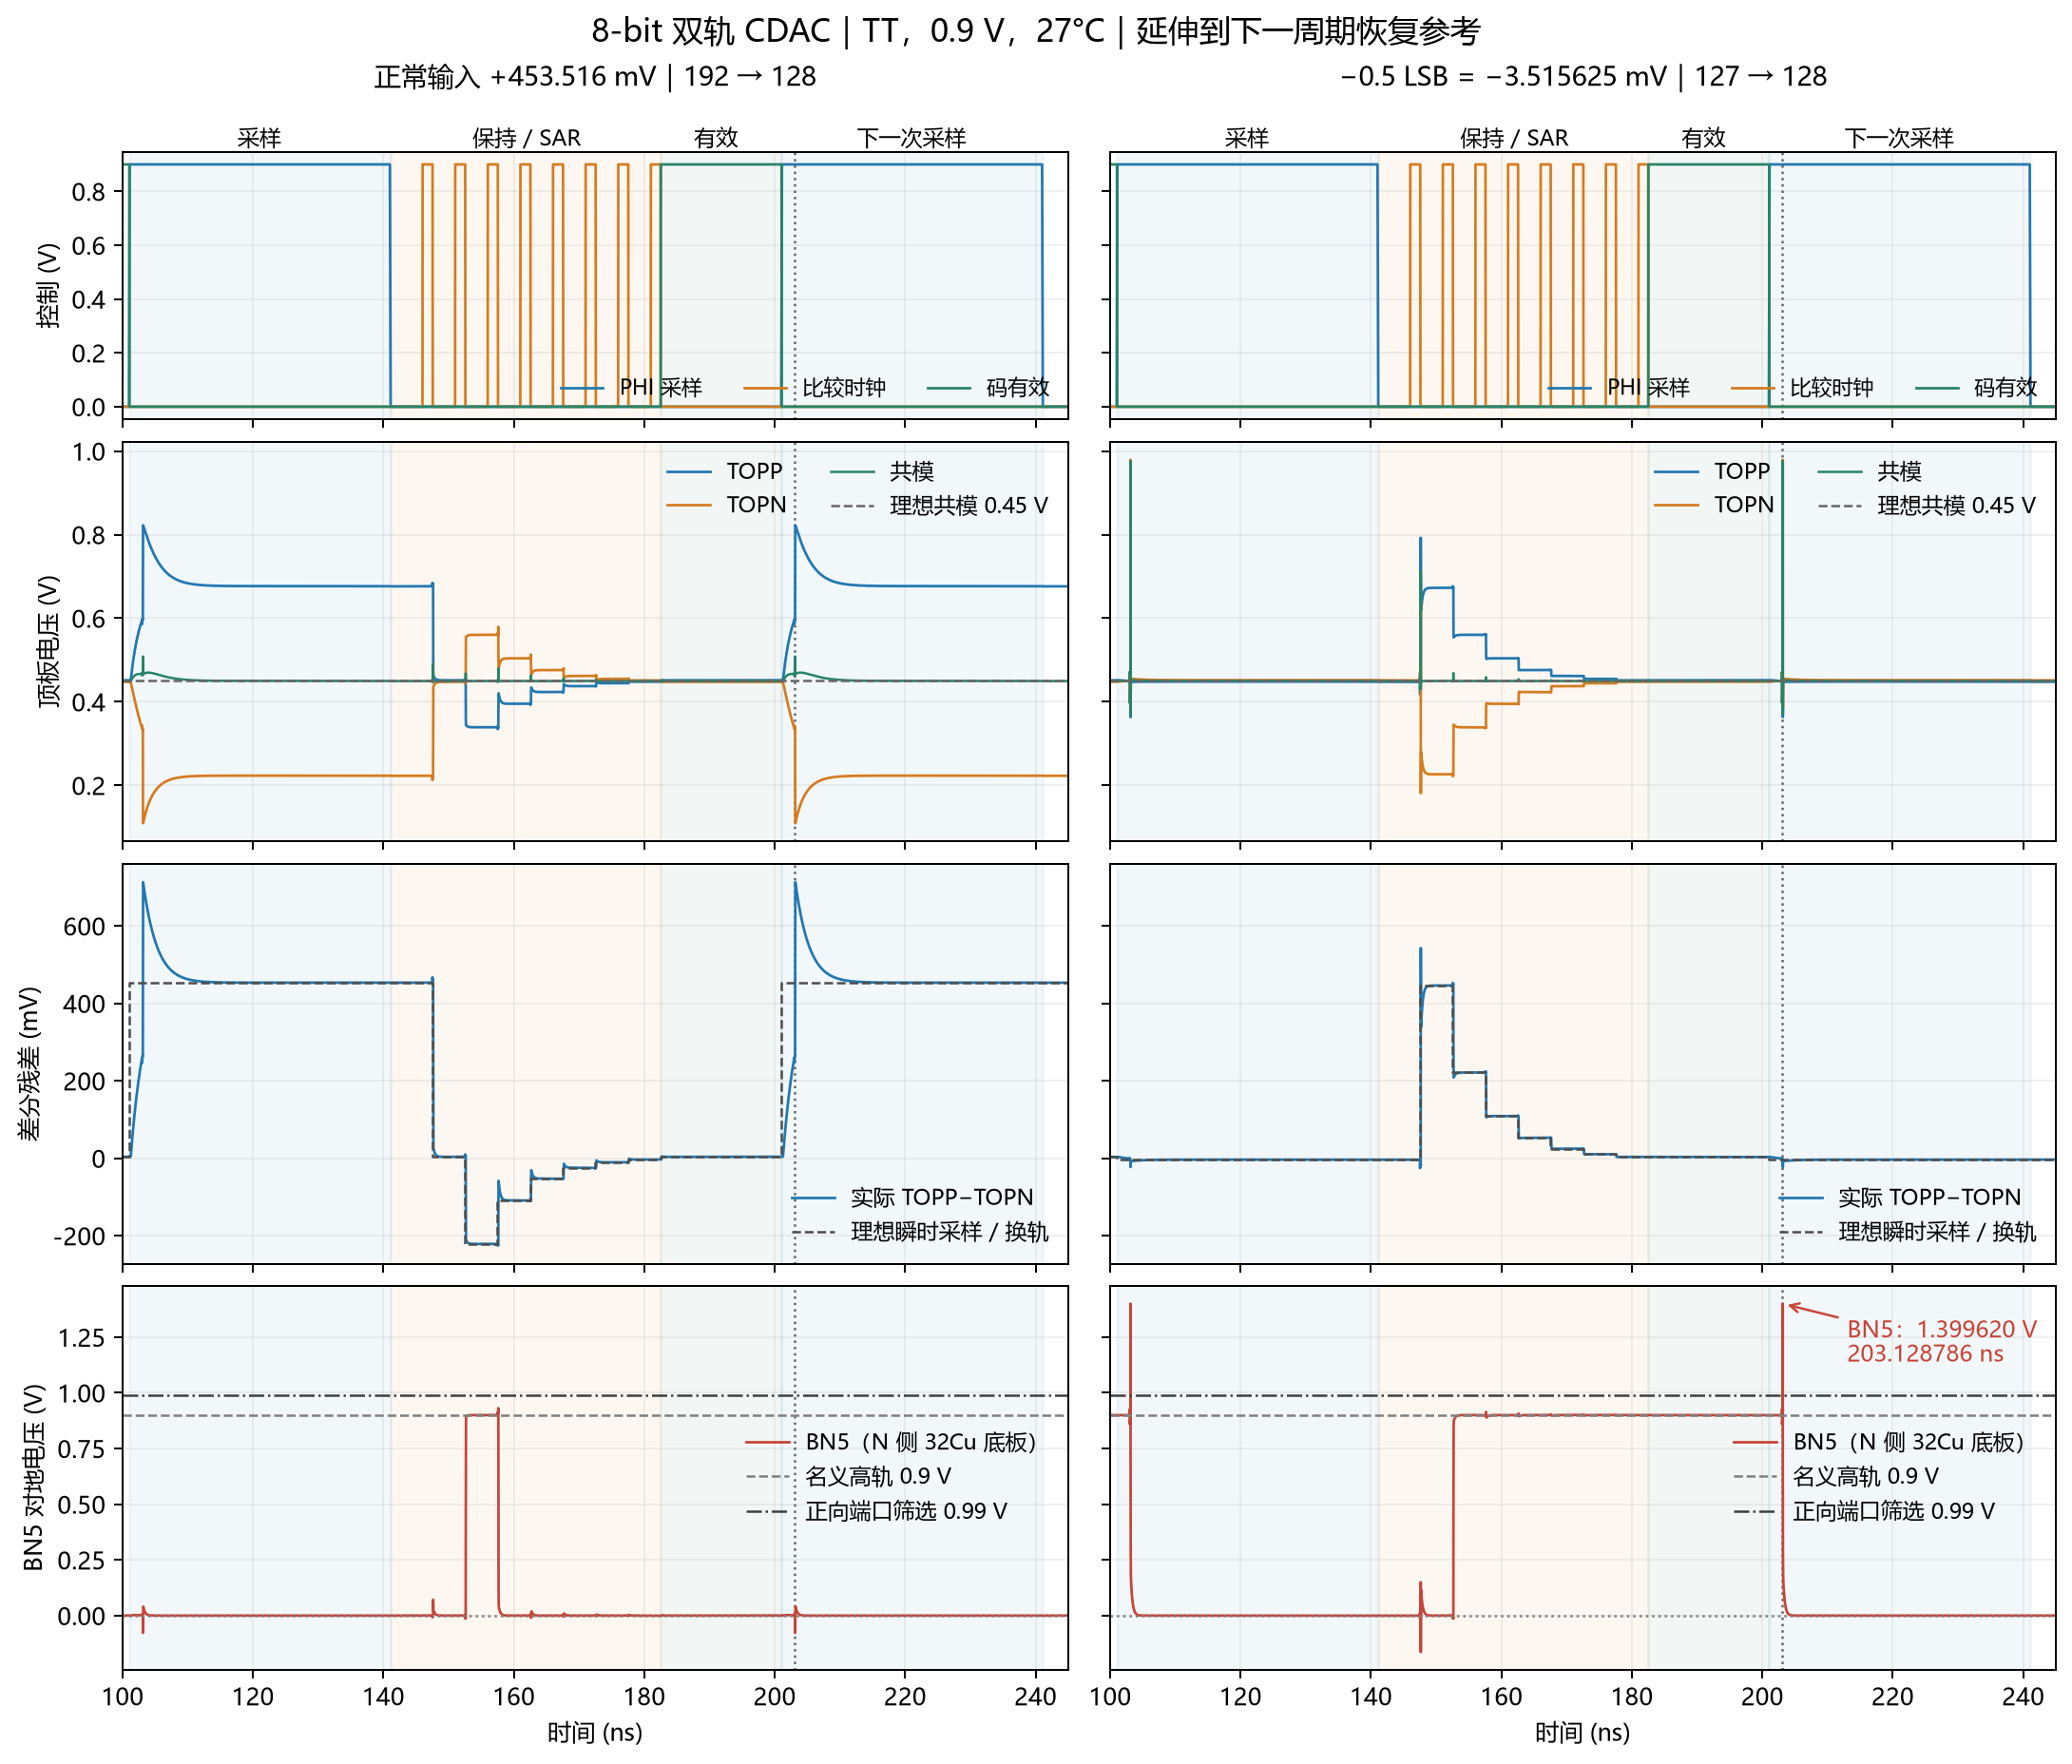 8-bit 双轨 CDAC | TT，0.9 V，27°C | 延伸到下一周期恢复参考
正常输入 +453.516 mV | 192 → 128
−0.5 LSB = −3.515625 mV | 127 → 128
采样
保持 / SAR
有效
下一次采样
采样
保持 / SAR
有效
下一次采样
控制 (V)
0.8
0.6
0.4
0.2
0.0
PHI 采样
比较时钟
码有效
PHI 采样
比较时钟
码有效
顶板电压 (V)
1.0
0.8
0.6
0.4
0.2
TOPP
共模
TOPN
理想共模 0.45 V
TOPP
共模
TOPN
理想共模 0.45 V
差分残差 (mV)
600
400
200
0
-200
实际 TOPP−TOPN
理想瞬时采样 / 换轨
实际 TOPP−TOPN
理想瞬时采样 / 换轨
BN5 对地电压 (V)
1.25
1.00
0.75
0.50
0.25
0.00
BN5（N 侧 32Cu 底板）
名义高轨 0.9 V
正向端口筛选 0.99 V
BN5：1.399620 V
203.128786 ns
BN5（N 侧 32Cu 底板）
名义高轨 0.9 V
正向端口筛选 0.99 V
100 120 140 160 180 200 220 240
100 120 140 160 180 200 220 240
时间 (ns)
时间 (ns)